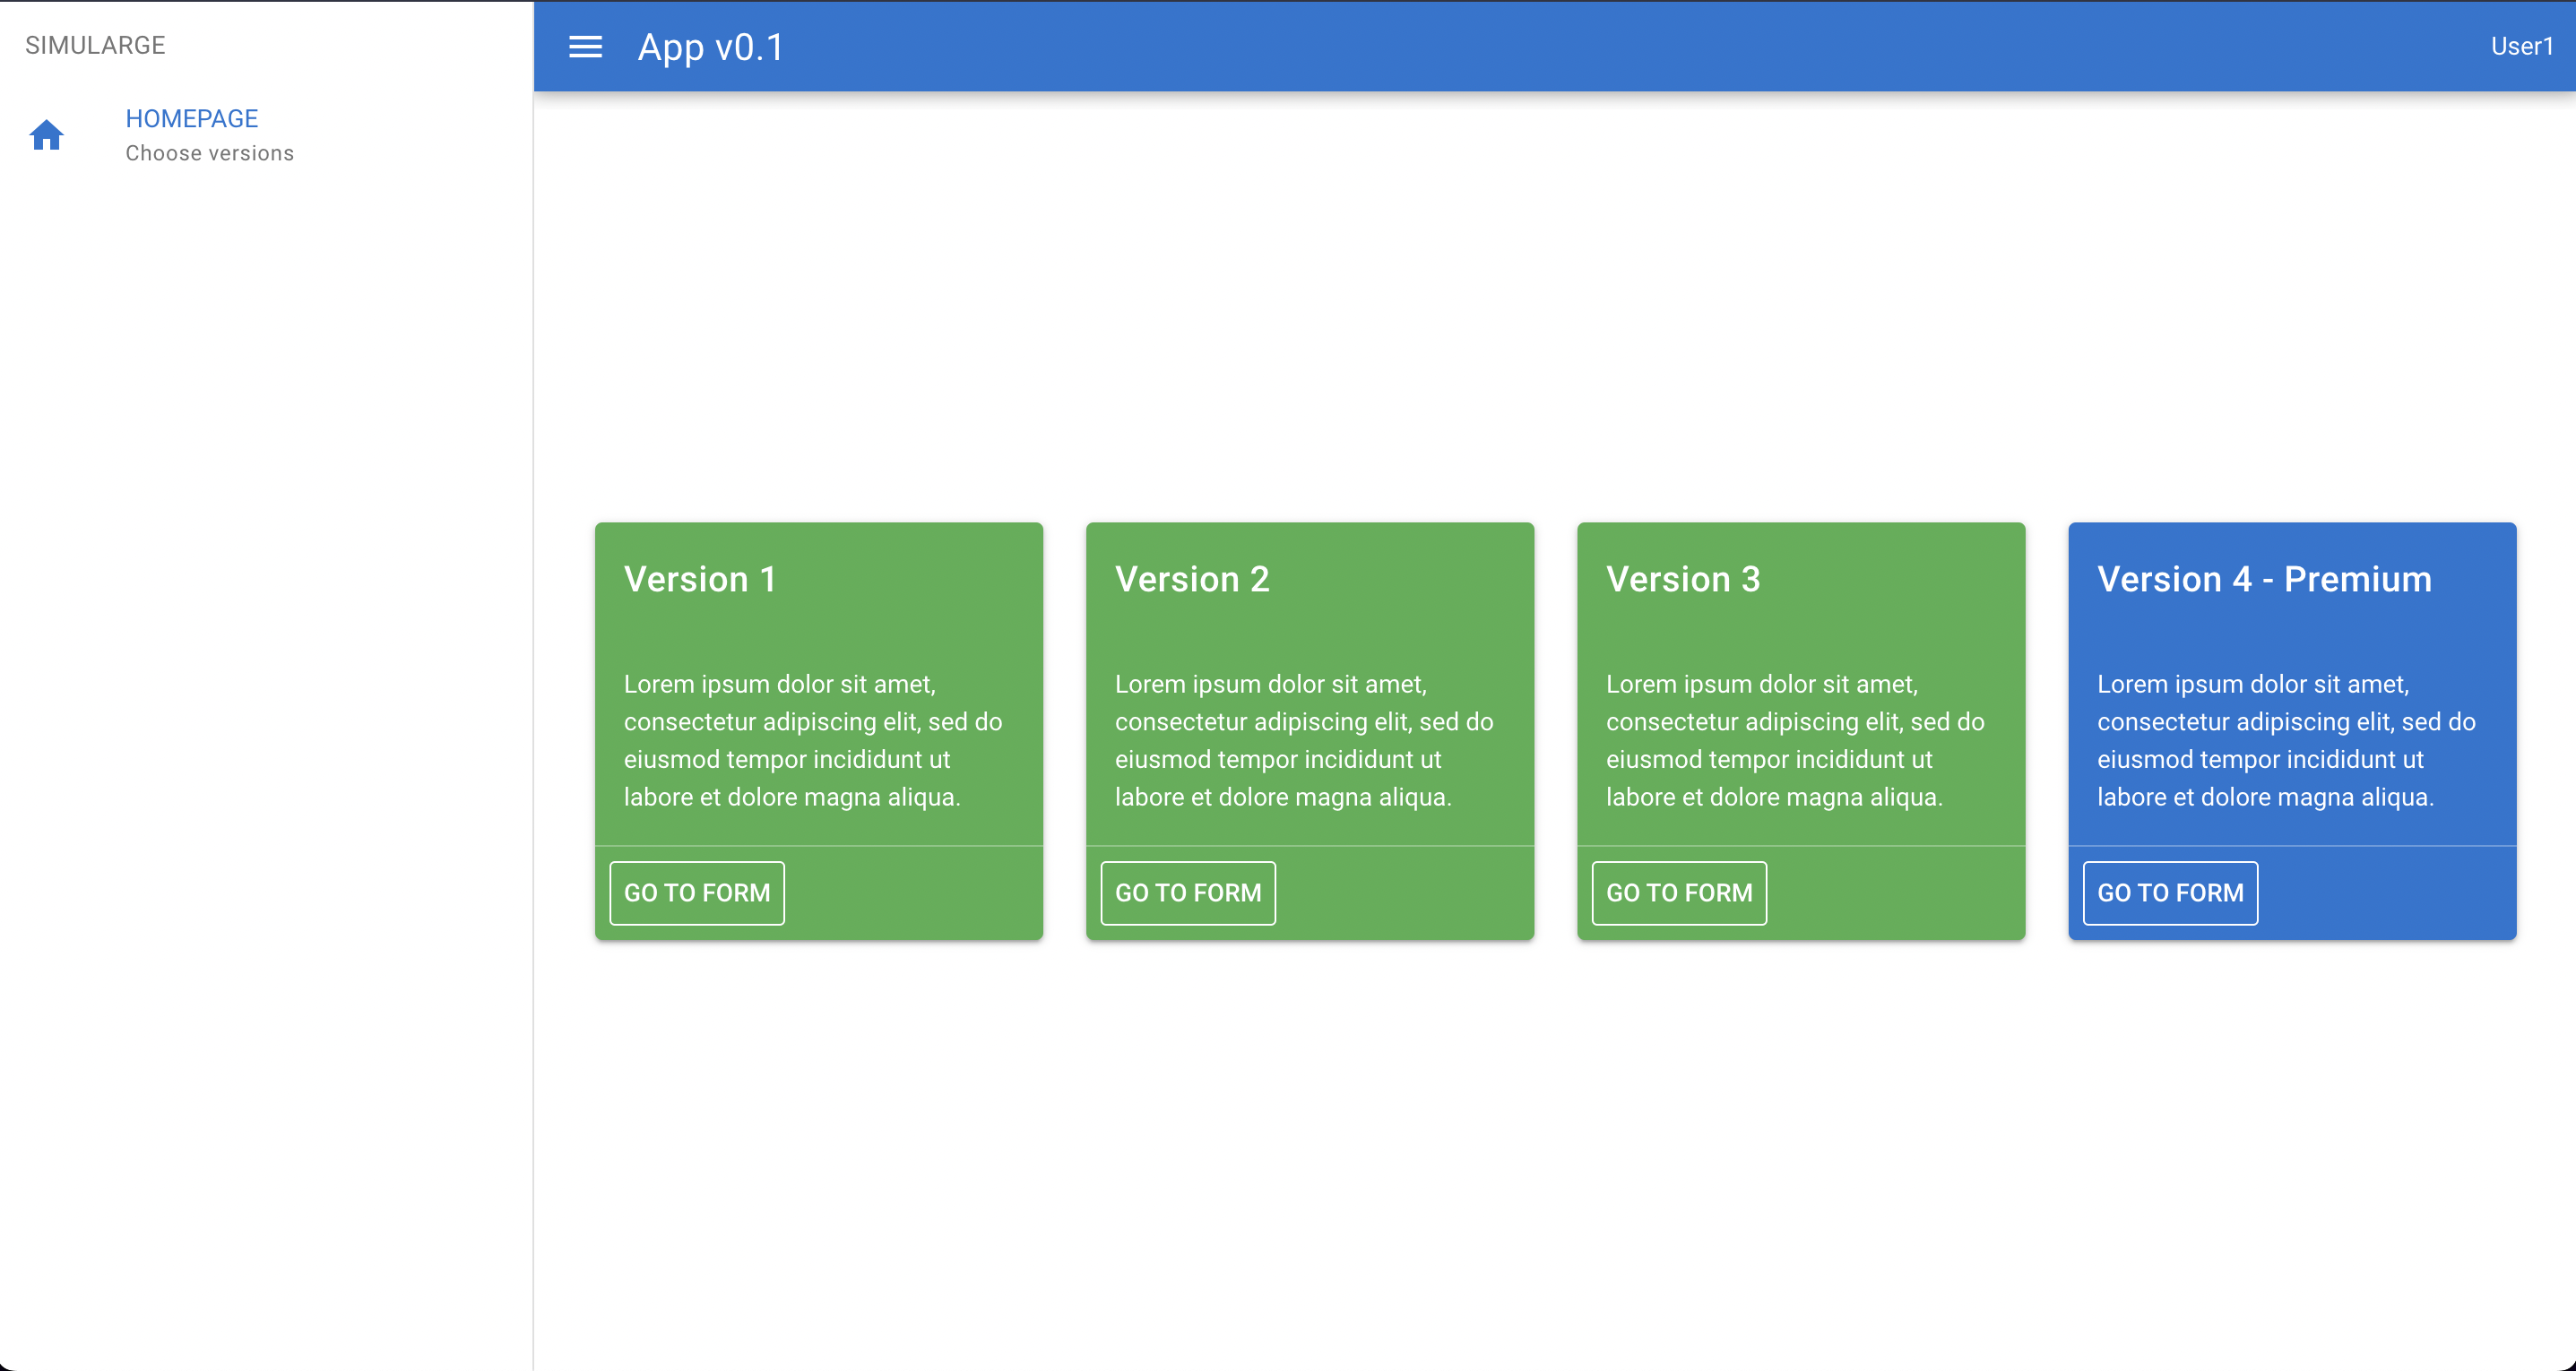 SIMULARGE
HOMEPAGE
Choose versions
App v0.1
User1
Version 1
Lorem ipsum dolor sit amet,
consectetur adipiscing elit, sed do
eiusmod tempor incididunt ut
labore et dolore magna aliqua.
GO TO FORM
Version 2
Lorem ipsum dolor sit amet,
consectetur adipiscing elit, sed do
eiusmod tempor incididunt ut
labore et dolore magna aliqua.
GO TO FORM
Version 3
Lorem ipsum dolor sit amet,
consectetur adipiscing elit, sed do
eiusmod tempor incididunt ut
labore et dolore magna aliqua.
GO TO FORM
Version 4 - Premium
Lorem ipsum dolor sit amet,
consectetur adipiscing elit, sed do
eiusmod tempor incididunt ut
labore et dolore magna aliqua.
GO TO FORM